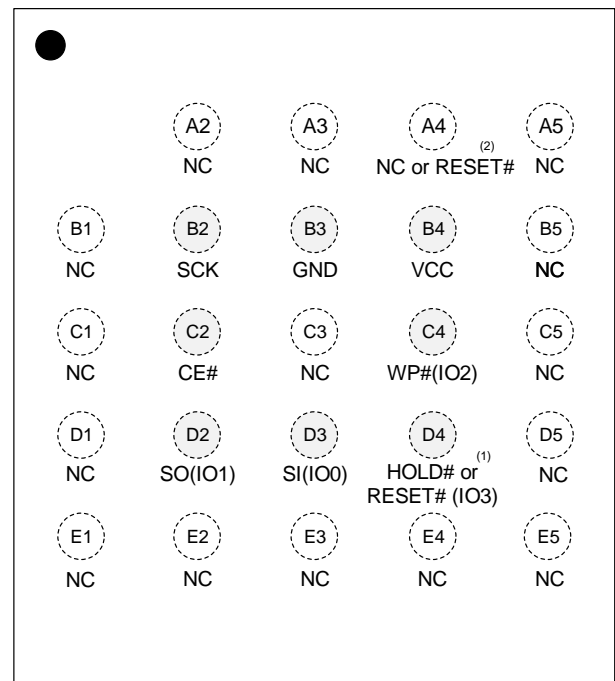 A2 A3 A4 A5
(2)
NC NC NC or RESET# NC
B1 B2 B3 B4 B5
NC SCK GND VCC NC
C1 C2 C3 C4 C5
NC CE# NC WP#(IO2) NC
D1 D2 D3 D4 D5
(1)
NC SO(IO1) SI(IO0) HOLD# or NC
RESET# (IO3)
E1 E2 E3 E4 E5
NC NC NC NC NC